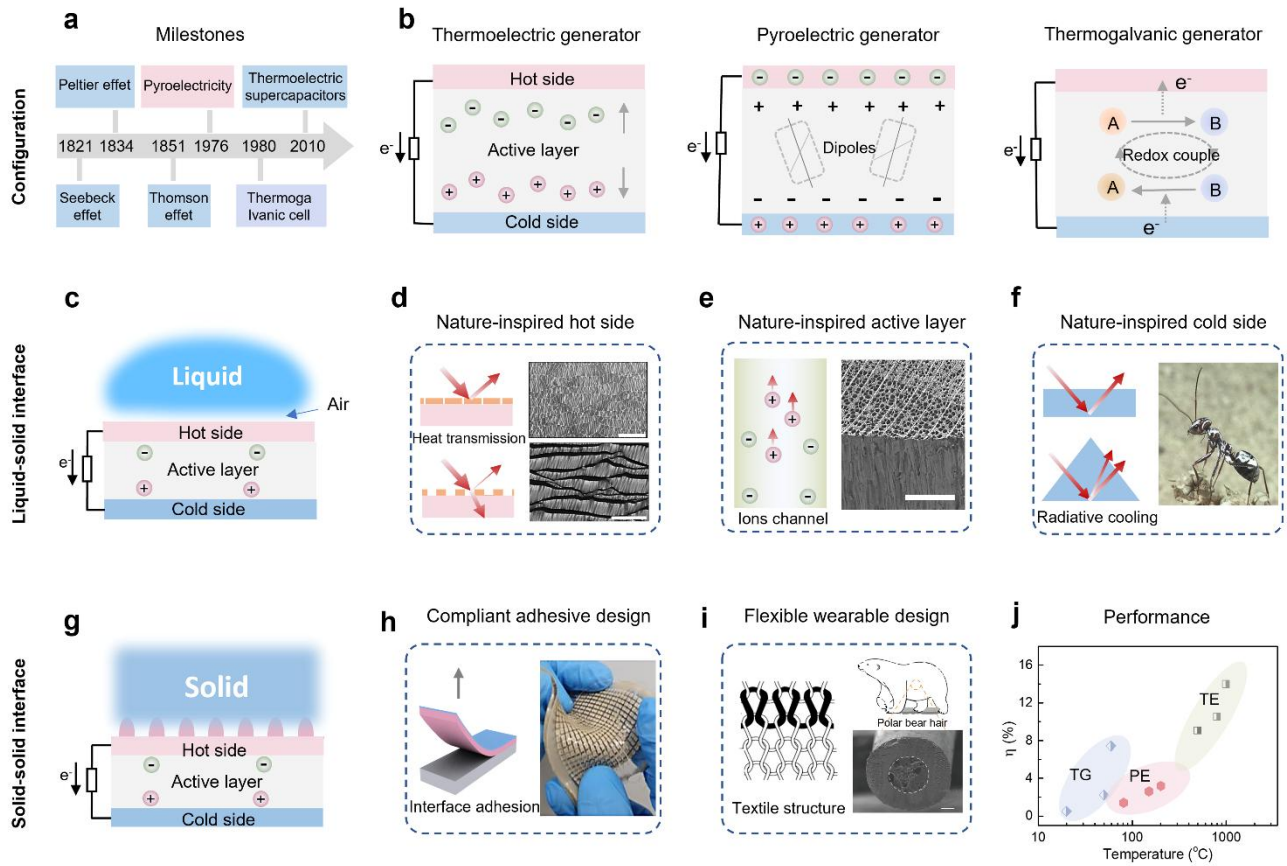 a
Milestones
Peltier effet
Pyroelectricity
Thermoelectric
supercapacitors
1821 1834 1851 1976 1980 2010
Seebeck
effet
Thomson
effet
Thermoga
lvanic cell
Configuration
b
Thermoelectric generator
Hot side
Active layer
Cold side
e-
Pyroelectric generator
Dipoles
e-
Thermogalvanic generator
e-
A
B
Redox couple
A
B
e-
e-
Liquid-solid interface
c
Liquid
Air
Hot side
Active layer
Cold side
e-
d
Nature-inspired hot side
Heat transmission
e
Nature-inspired active layer
Ions channel
f
Nature-inspired cold side
Radiative cooling
Solid-solid interface
g
Solid
Hot side
Active layer
Cold side
e-
h
Compliant adhesive design
Interface adhesion
i
Flexible wearable design
Polar bear hair
Textile structure
j
Performance
η (%)
16
12
8
4
0
TE
TG
PE
10 100 1000
Temperature (°C)